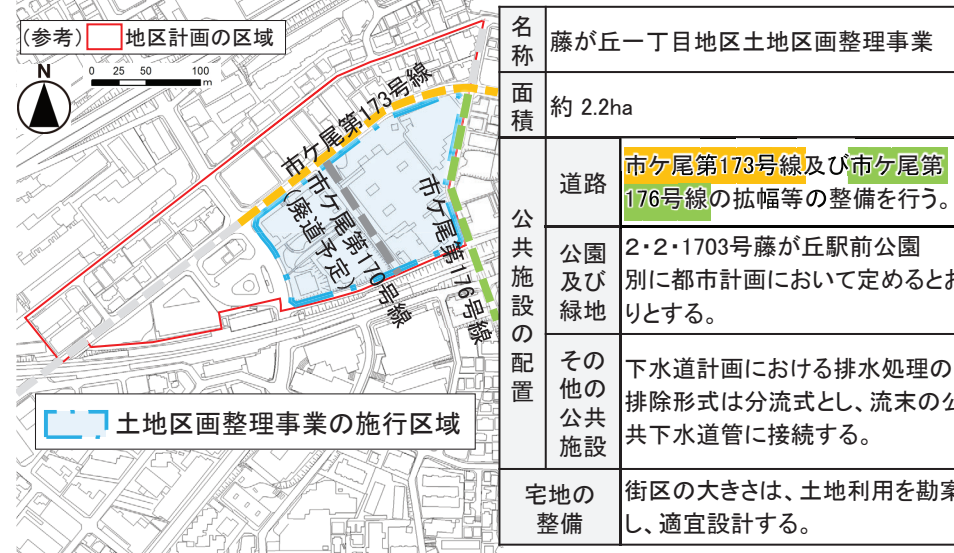 (参考) 地区計画の区域
N
0 25 50 100
m
市ケ尾第173号線
市ケ尾第170号線
(廃道予定)
市ケ尾第176号線
土地区画整理事業の施行区域
名称
藤が丘一丁目地区土地区画整理事業
面積
約 2.2ha
公共施設の配置
道路
市ケ尾第173号線及び市ケ尾第
176号線の拡幅等の整備を行う。
公園
及び
緑地
2・2・1703号藤が丘駅前公園
別に都市計画において定めるとお
りとする。
その
他の
公共
施設
下水道計画における排水処理の
排除形式は分流式とし、流末の公
共下水道管に接続する。
宅地の
整備
街区の大きさは、土地利用を勘案
し、適宜設計する。